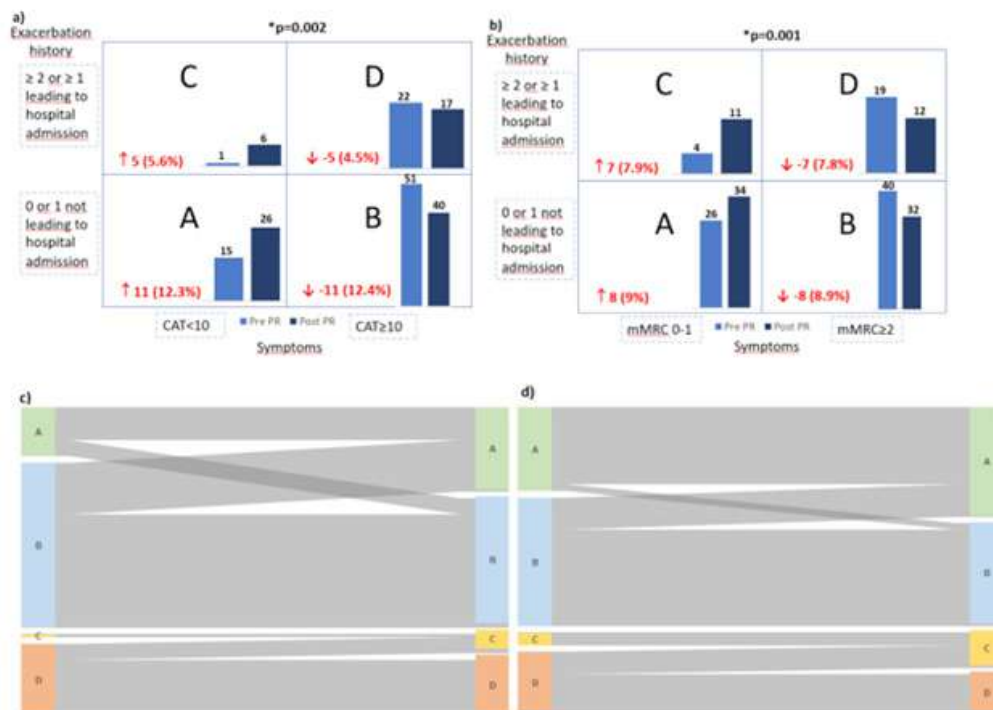 a)
Exacerbation
history
*p=0.002
≥ 2 or ≥ 1
leading to
hospital
admission
C
D
1
6
22
17
↑ 5 (5.6%)
↓ -5 (4.5%)
0 or 1 not
leading to
hospital
admission
A
B
15
26
51
40
↑ 11 (12.3%)
↓ -11 (12.4%)
CAT<10
Pre PR
Post PR
CAT≥10
Symptoms
b)
Exacerbation
history
*p=0.001
≥ 2 or ≥ 1
leading to
hospital
admission
C
D
4
11
19
12
↑ 7 (7.9%)
↓ -7 (7.8%)
0 or 1 not
leading to
hospital
admission
A
B
26
34
40
32
↑ 8 (9%)
↓ -8 (8.9%)
mMRC 0-1
Pre PR
Post PR
mMRC≥2
Symptoms
c)
A
B
C
D
A
B
C
D
d)
A
B
C
D
A
B
C
D